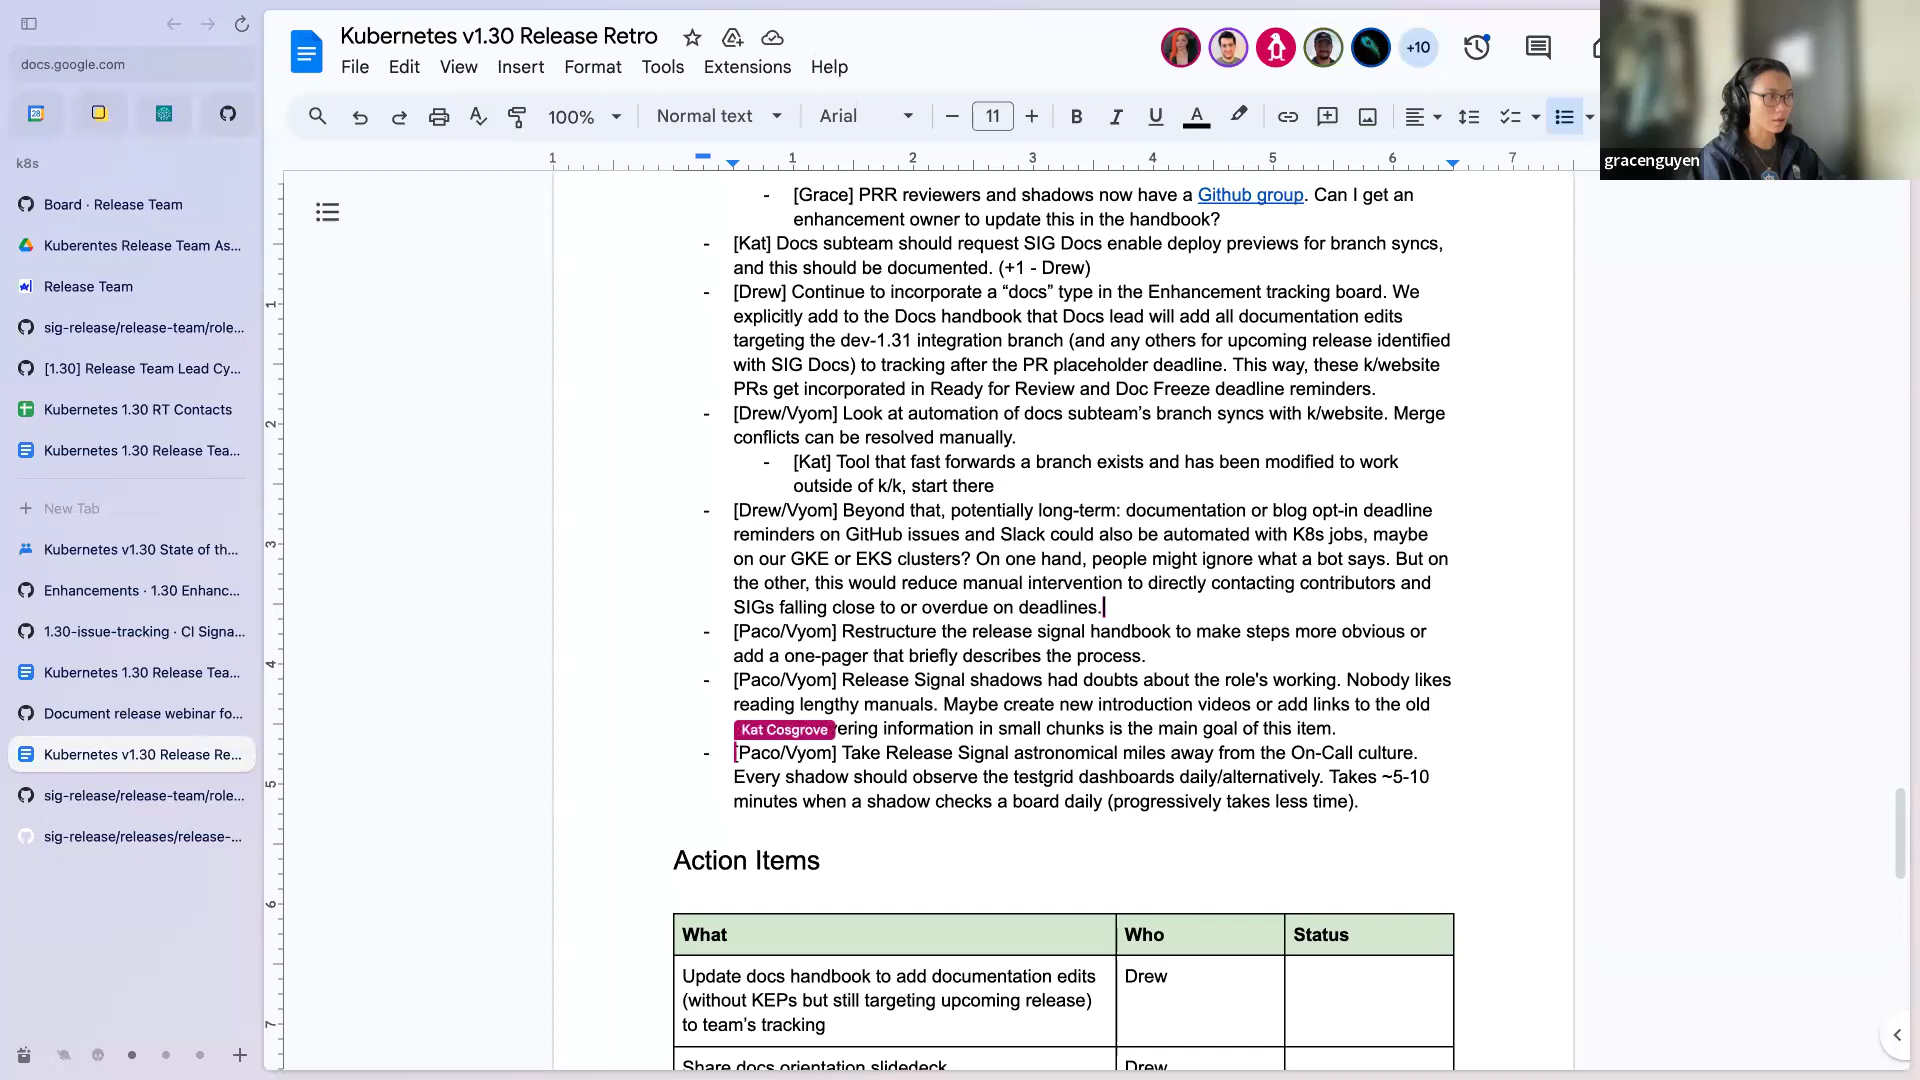 docs.google.com
28
k8s
Board · Release Team
Kuberentes Release Team As...
Release Team
sig-release/release-team/role...
[1.30] Release Team Lead Cy...
Kubernetes 1.30 RT Contacts
Kubernetes 1.30 Release Tea...
New Tab
Kubernetes v1.30 State of th...
Enhancements · 1.30 Enhanc...
1.30-issue-tracking · CI Signa...
Kubernetes 1.30 Release Tea...
Document release webinar fo...
Kubernetes v1.30 Release Re...
sig-release/release-team/role...
sig-release/releases/release-...
Kubernetes v1.30 Release Retro
File Edit View Insert Format Tools Extensions Help
+10
100% Normal text Arial 11 B I U A
1 1 2 3 4 5 6 7
1
2
3
4
5
6
7
gracenguyen
- [Grace] PRR reviewers and shadows now have a Github group. Can I get an
enhancement owner to update this in the handbook?
- [Kat] Docs subteam should request SIG Docs enable deploy previews for branch syncs,
and this should be documented. (+1 - Drew)
- [Drew] Continue to incorporate a “docs” type in the Enhancement tracking board. We
explicitly add to the Docs handbook that Docs lead will add all documentation edits
targeting the dev-1.31 integration branch (and any others for upcoming release identified
with SIG Docs) to tracking after the PR placeholder deadline. This way, these k/website
PRs get incorporated in Ready for Review and Doc Freeze deadline reminders.
- [Drew/Vyom] Look at automation of docs subteam’s branch syncs with k/website. Merge
conflicts can be resolved manually.
- [Kat] Tool that fast forwards a branch exists and has been modified to work
outside of k/k, start there
- [Drew/Vyom] Beyond that, potentially long-term: documentation or blog opt-in deadline
reminders on GitHub issues and Slack could also be automated with K8s jobs, maybe
on our GKE or EKS clusters? On one hand, people might ignore what a bot says. But on
the other, this would reduce manual intervention to directly contacting contributors and
SIGs falling close to or overdue on deadlines.
- [Paco/Vyom] Restructure the release signal handbook to make steps more obvious or
add a one-pager that briefly describes the process.
- [Paco/Vyom] Release Signal shadows had doubts about the role's working. Nobody likes
reading lengthy manuals. Maybe create new introduction videos or add links to the old
Kat Cosgrove ering information in small chunks is the main goal of this item.
- [Paco/Vyom] Take Release Signal astronomical miles away from the On-Call culture.
Every shadow should observe the testgrid dashboards daily/alternatively. Takes ~5-10
minutes when a shadow checks a board daily (progressively takes less time).
Action Items
What Who Status
Update docs handbook to add documentation edits Drew
(without KEPs but still targeting upcoming release)
to team’s tracking
Share docs orientation slidedeck Drew